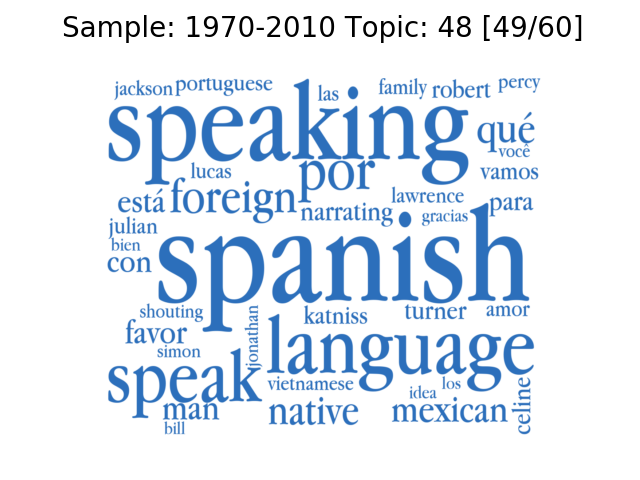 Sample: 1970-2010 Topic: 48 [49/60]
jackson portuguese las family robert percy
speaking qué
você
lucas por vamos
está foreign narrating lawrence gracias para
julian
bien
con spanish
shouting katniss turner amor
favor jonathan language
simon
speak vietnamese idea los
man native mexican celine
bill